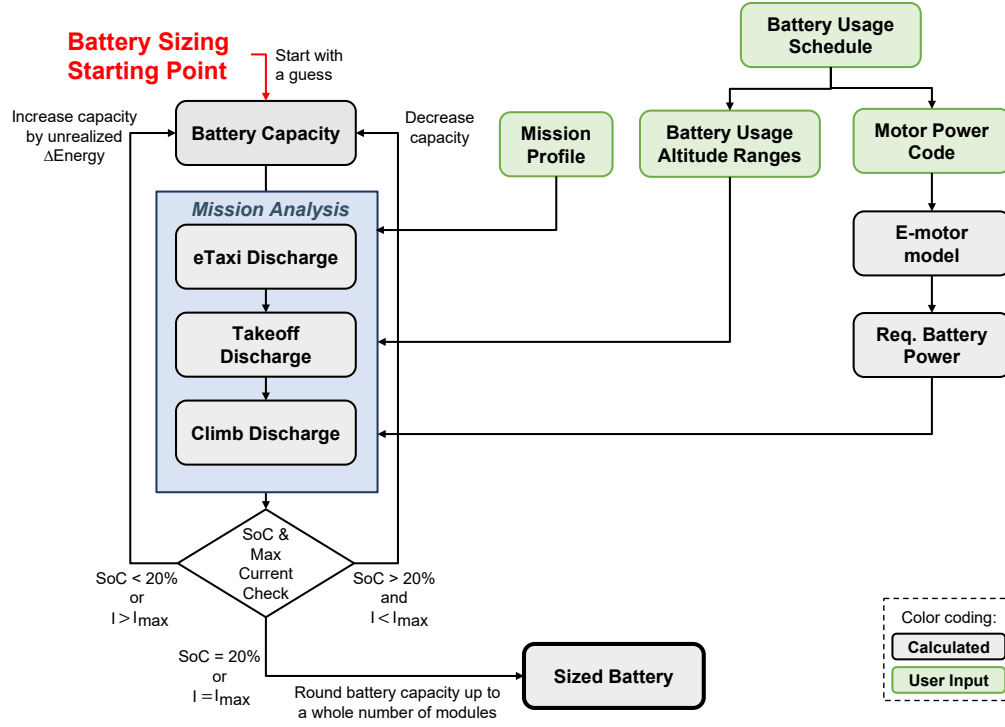 Battery Sizing
Starting Point
Start with
a guess
Increase capacity
by unrealized
ΔEnergy
Battery Capacity
Decrease
capacity
Mission Analysis
eTaxi Discharge
Takeoff
Discharge
Climb Discharge
SoC &
Max
Current
Check
SoC < 20%
or
I > Imax
SoC > 20%
and
I < Imax
SoC = 20%
or
I = Imax
Round battery capacity up to
a whole number of modules
Sized Battery
Battery Usage
Schedule
Mission
Profile
Battery Usage
Altitude Ranges
Motor Power
Code
E-motor
model
Req. Battery
Power
Color coding:
Calculated
User Input